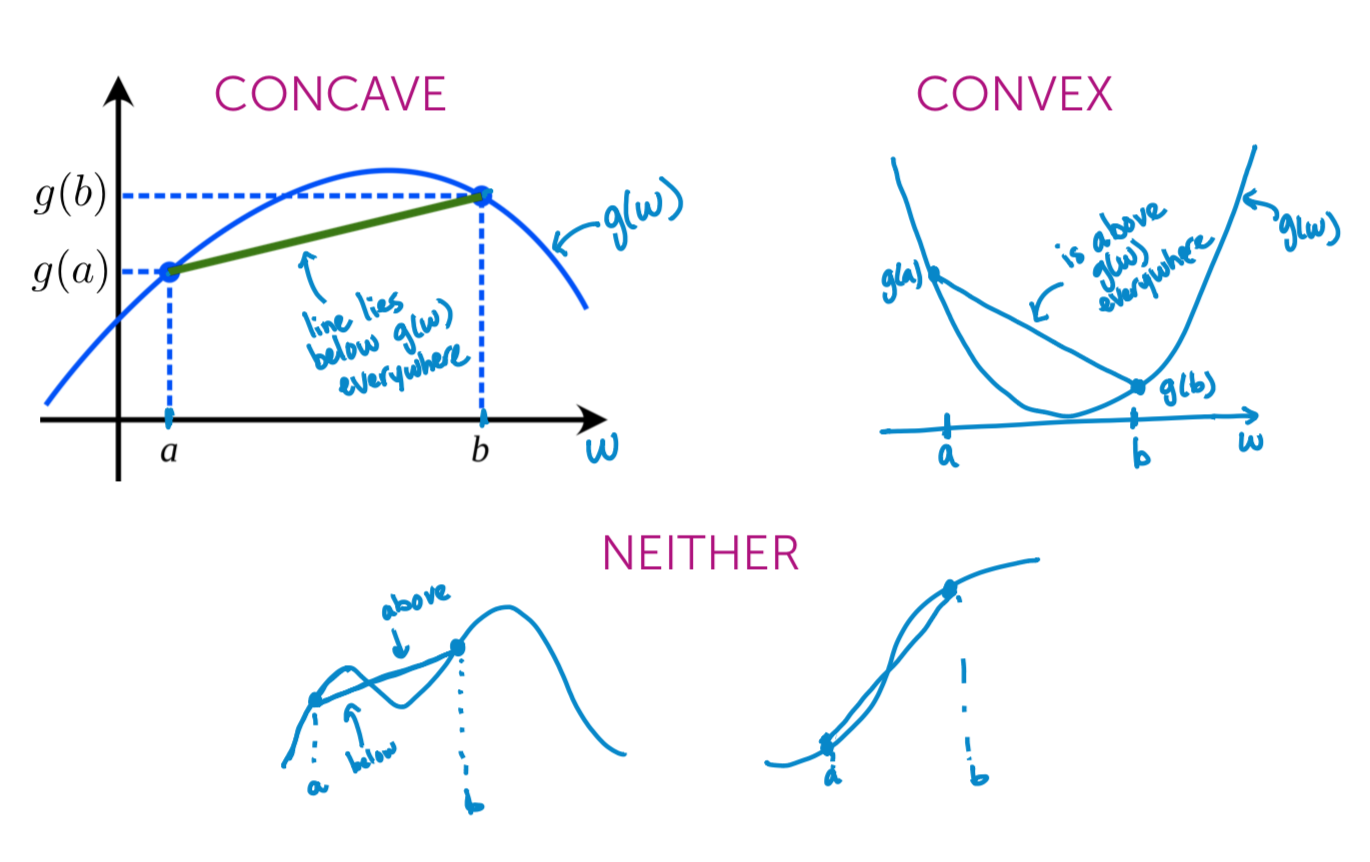 CONCAVE
g(b)
g(a)
g(w)
line lies
below g(w)
everywhere
a
b
w
CONVEX
g(a)
is above
g(w)
everywhere
g(w)
g(b)
a
b
w
NEITHER
above
below
a
b
a
b